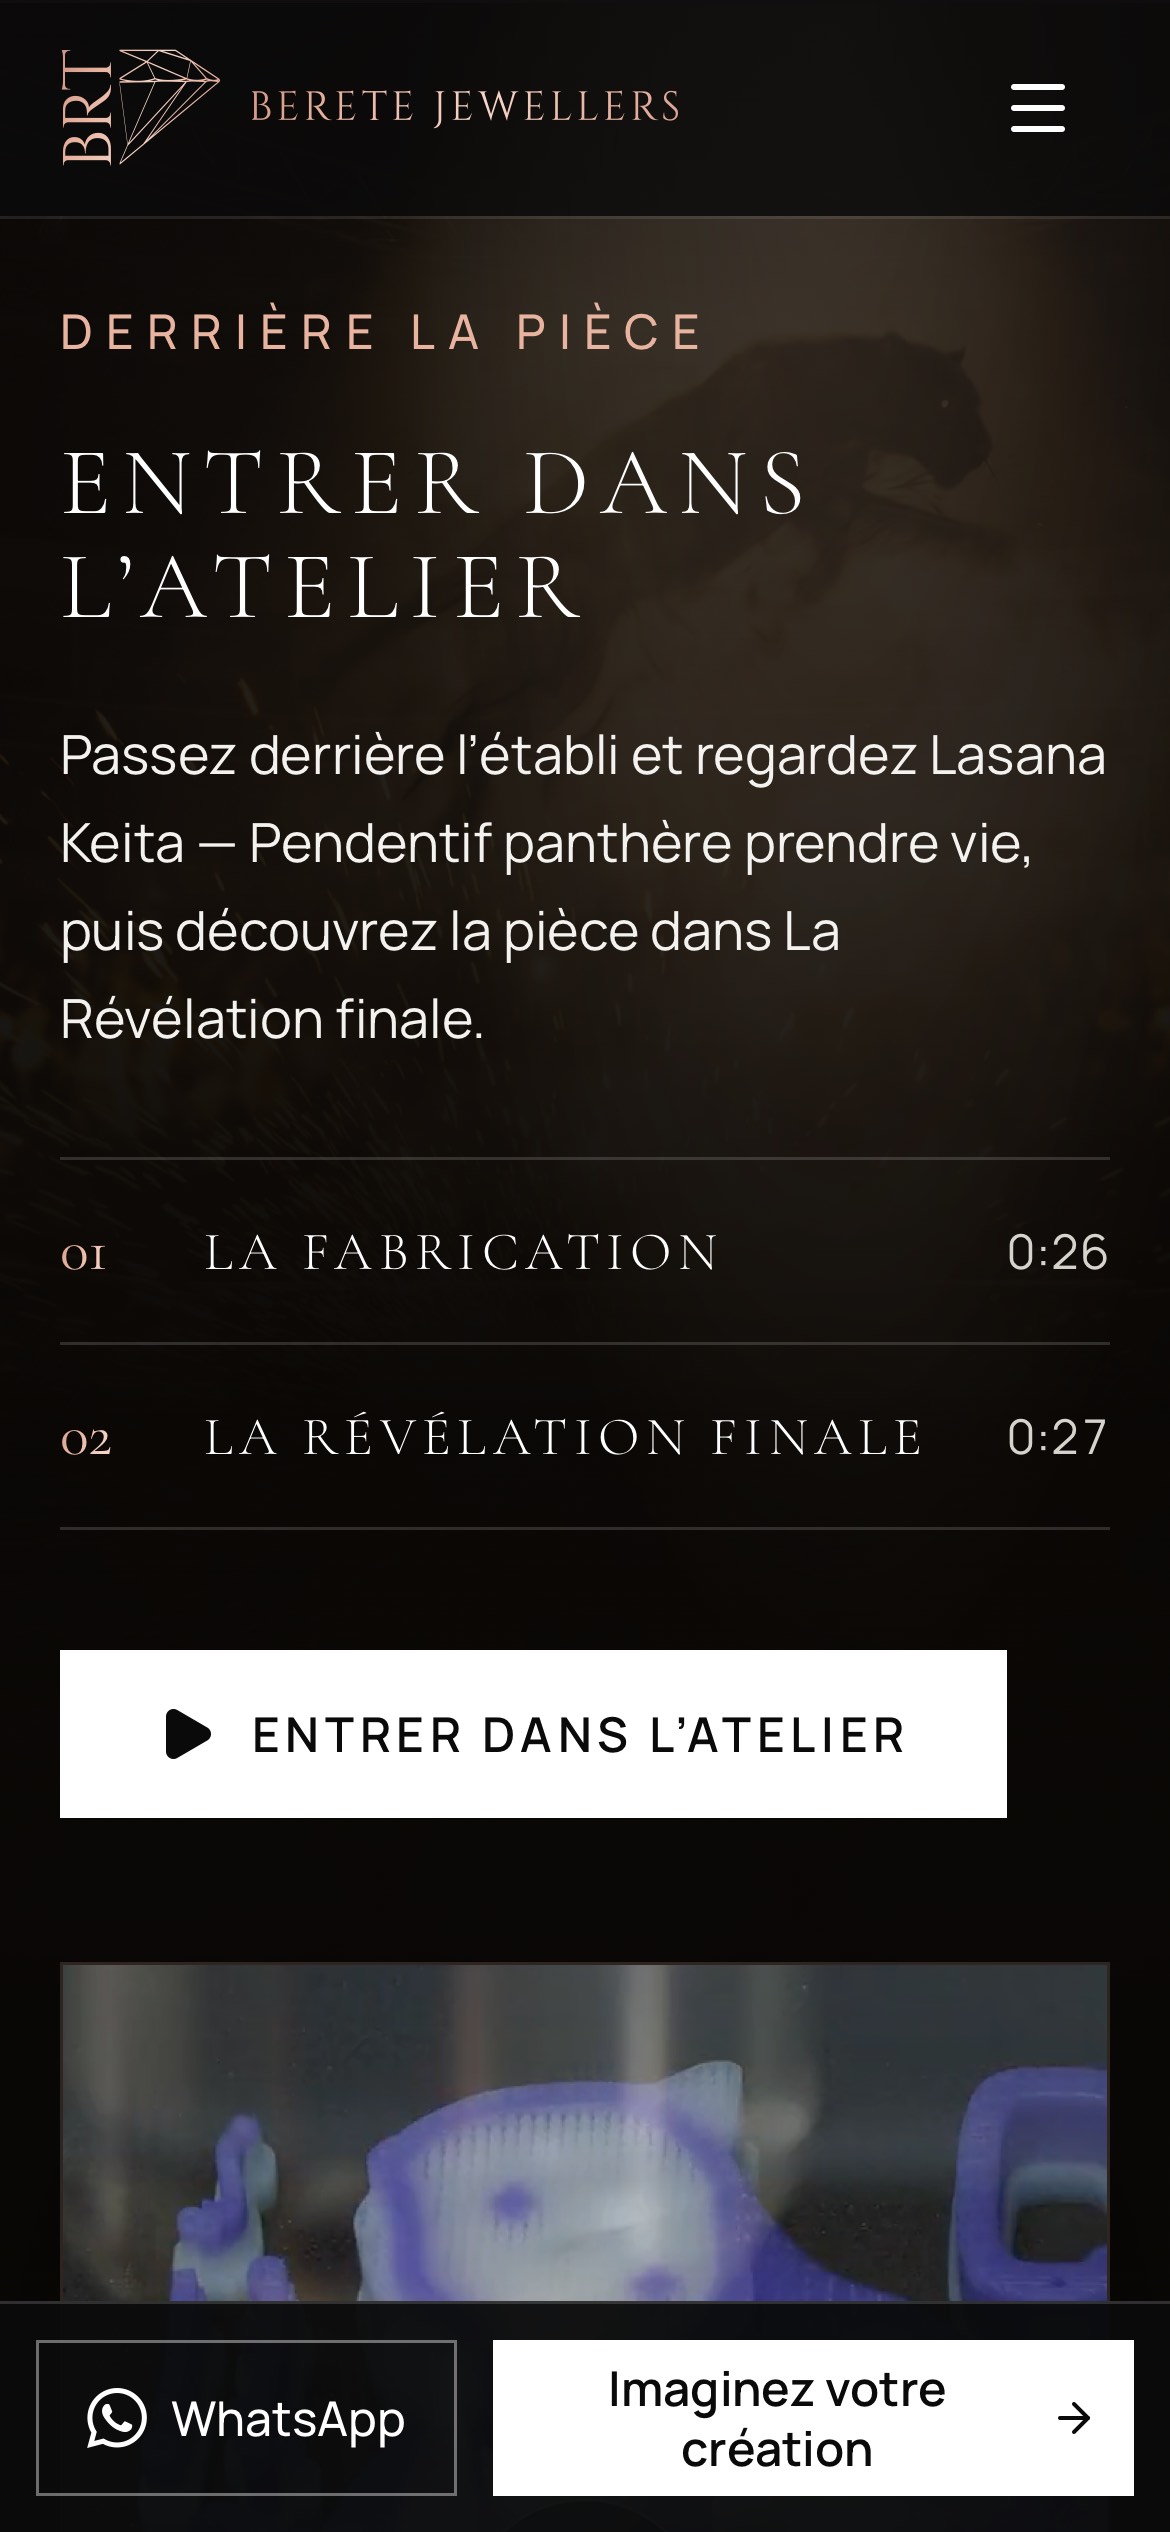 BRT
BERETE JEWELLERS
DERRIÈRE LA PIÈCE
ENTRER DANS
L’ATELIER
Passez derrière l’établi et regardez Lasana
Keita — Pendentif panthère prendre vie,
puis découvrez la pièce dans La
Révélation finale.
01 LA FABRICATION 0:26
02 LA RÉVÉLATION FINALE 0:27
ENTRER DANS L’ATELIER
WhatsApp
Imaginez votre
création